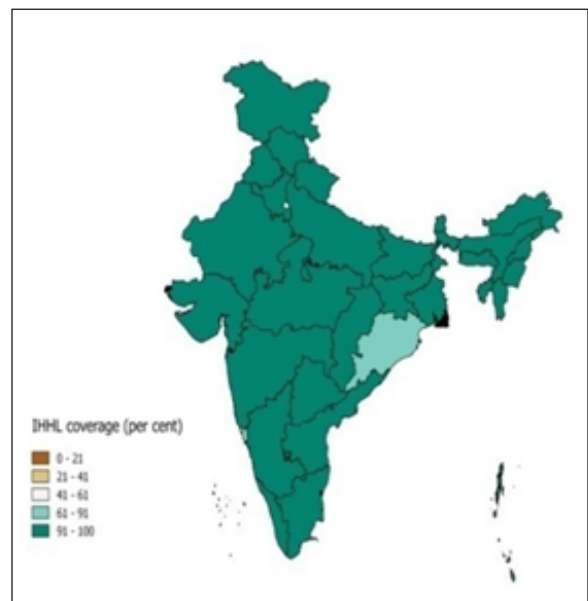 IHHL coverage (per cent)
0 - 21
21 - 41
41 - 61
61 - 91
91 - 100